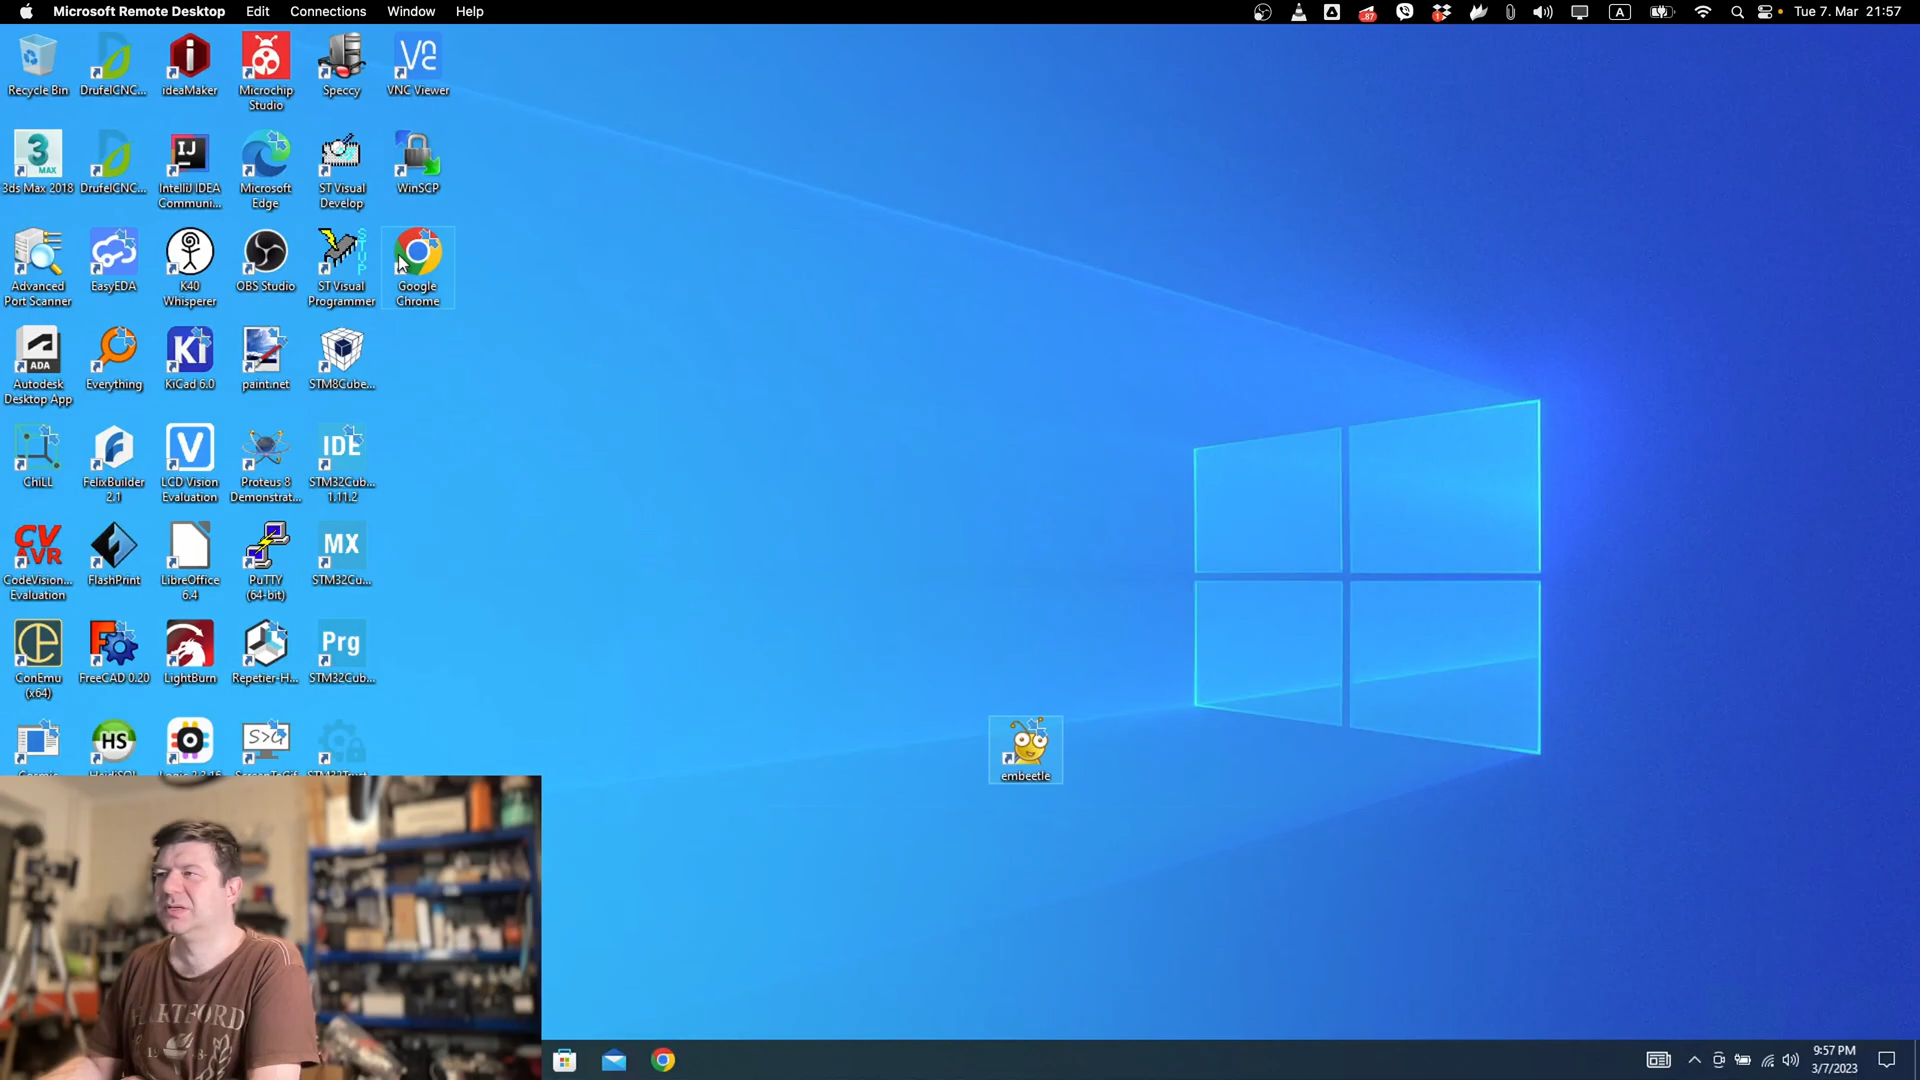 Microsoft Remote Desktop Edit Connections Window Help
.87
1
A
Tue 7. Mar 21:57
Recycle Bin
DrufelCNC...
ideaMaker
Microchip
Studio
Speccy
VNC Viewer
3ds Max 2018
DrufelCNC...
IntelliJ IDEA
Communi...
Microsoft
Edge
ST Visual
Develop
WinSCP
Advanced
Port Scanner
EasyEDA
K40
Whisperer
OBS Studio
ST Visual
Programmer
Google
Chrome
Autodesk
Desktop App
Everything
KiCad 6.0
paint.net
STM8Cube...
ChiLL
FelixBuilder
2.1
LCD Vision
Evaluation
Proteus 8
Demonstrat...
STM32Cub...
1.11.2
CodeVision...
Evaluation
FlashPrint
LibreOffice
6.4
PuTTY
(64-bit)
STM32Cu...
ConEmu
(x64)
FreeCAD 0.20
LightBurn
Repetier-H...
STM32Cub...
embeetle
HARTFORD
9:57 PM
3/7/2023